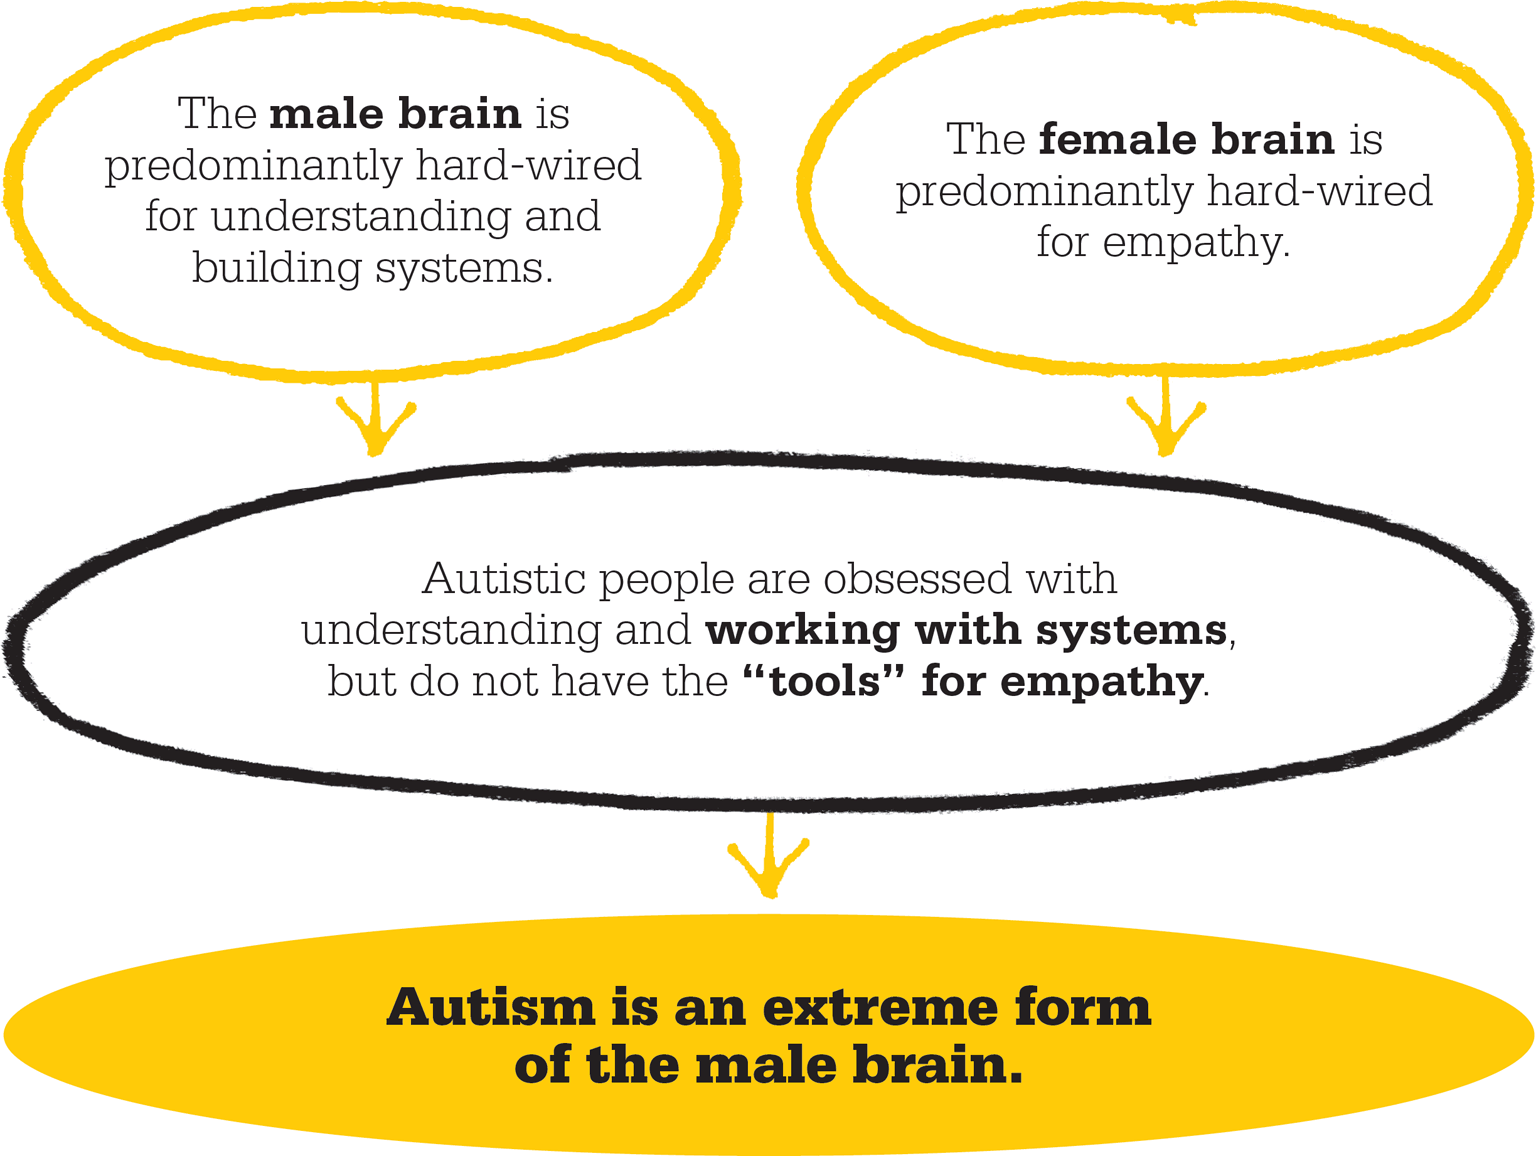 The male brain is
predominantly hard-wired
for understanding and
building systems.
The female brain is
predominantly hard-wired
for empathy.
Autistic people are obsessed with
understanding and working with systems,
but do not have the “tools” for empathy.
Autism is an extreme form
of the male brain.